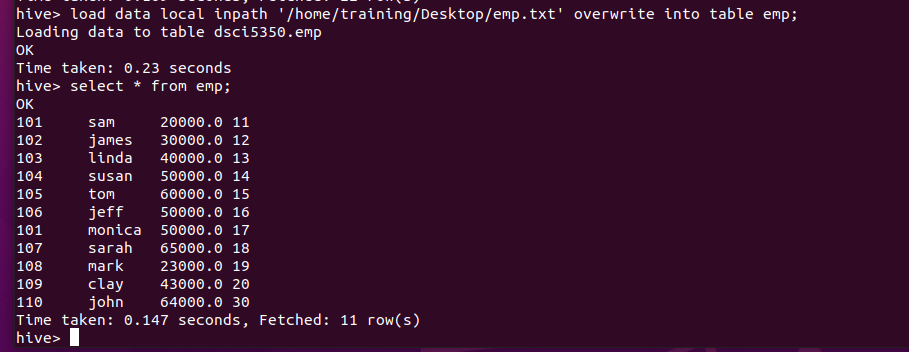 hive> load data local inpath '/home/training/Desktop/emp.txt' overwrite into table emp;
Loading data to table dsci5350.emp
OK
Time taken: 0.23 seconds
hive> select * from emp;
OK
101 sam 20000.0 11
102 james 30000.0 12
103 linda 40000.0 13
104 susan 50000.0 14
105 tom 60000.0 15
106 jeff 50000.0 16
101 monica 50000.0 17
107 sarah 65000.0 18
108 mark 23000.0 19
109 clay 43000.0 20
110 john 64000.0 30
Time taken: 0.147 seconds, Fetched: 11 row(s)
hive>